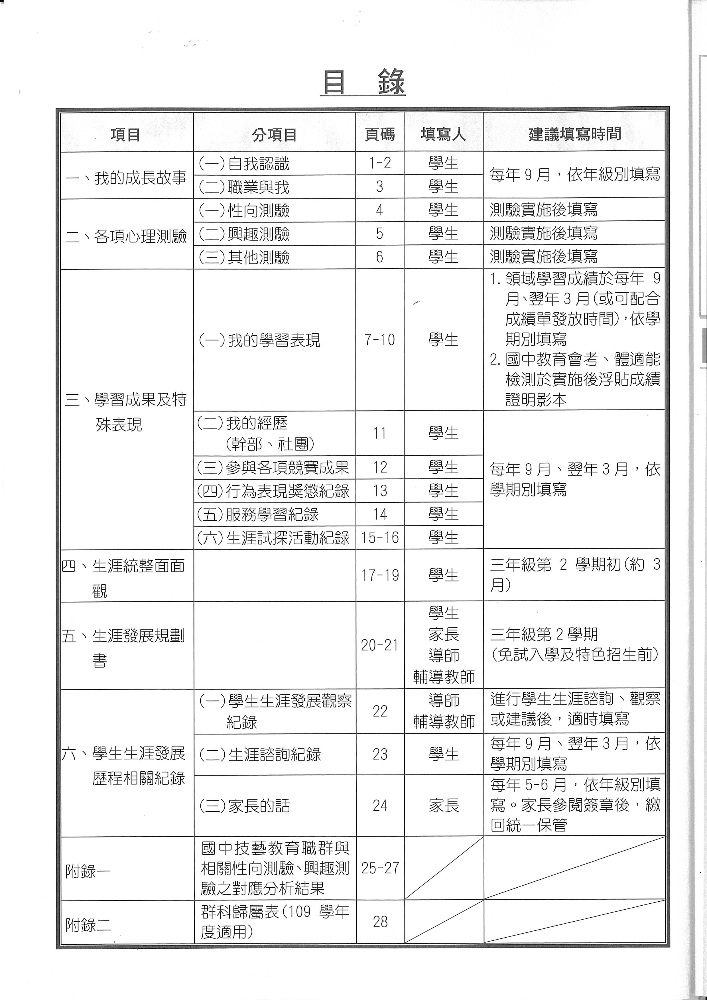 目 錄
項目 分項目 頁碼 填寫人 建議填寫時間
一、我的成長故事
(一)自我認識 1-2 學生
每年 9 月，依年級別填寫
(二)職業與我 3 學生
二、各項心理測驗
(一)性向測驗 4 學生 測驗實施後填寫
(二)興趣測驗 5 學生 測驗實施後填寫
(三)其他測驗 6 學生 測驗實施後填寫
三、學習成果及特
殊表現
(一)我的學習表現 7-10 學生
1. 領域學習成績於每年 9
月、翌年 3 月(或可配合
成績單發放時間)，依學
期別填寫
2. 國中教育會考、體適能
檢測於實施後浮貼成績
證明影本
(二)我的經歷
(幹部、社團)
11 學生
(三)參與各項競賽成果 12 學生
(四)行為表現獎懲紀錄 13 學生
(五)服務學習紀錄 14 學生
(六)生涯試探活動紀錄 15-16 學生
每年 9 月、翌年 3 月，依
學期別填寫
四、生涯統整面面
觀
17-19 學生
三年級第 2 學期初(約 3
月)
五、生涯發展規劃
書
20-21
學生
家長
導師
輔導教師
三年級第 2 學期
(免試入學及特色招生前)
六、學生生涯發展
歷程相關紀錄
(一)學生生涯發展觀察
紀錄
22
導師
輔導教師
進行學生生涯諮詢、觀察
或建議後，適時填寫
(二)生涯諮詢紀錄 23 學生
每年 9 月、翌年 3 月，依
學期別填寫
(三)家長的話 24 家長
每年 5-6 月，依年級別填
寫。家長參閱簽章後，繳
回統一保管
附錄一
國中技藝教育職群與
相關性向測驗、興趣測
驗之對應分析結果
25-27
附錄二
群科歸屬表(109 學年
度適用)
28